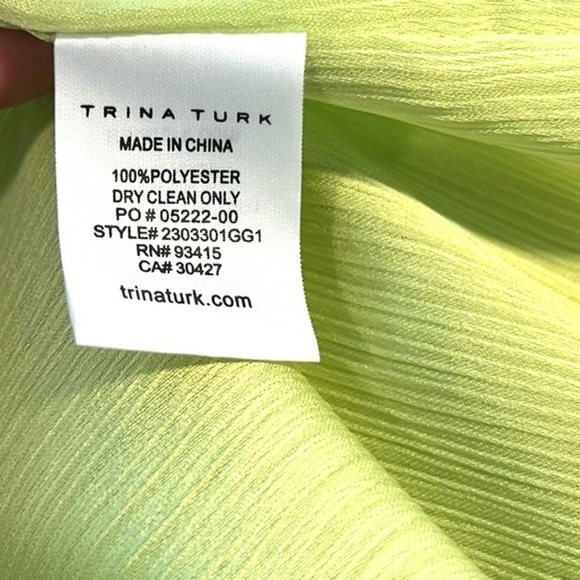 TRINA TURK
MADE IN CHINA
100%POLYESTER
DRY CLEAN ONLY
PO # 05222-00
STYLE# 2303301GG1
RN# 93415
CA# 30427
trinaturk.com